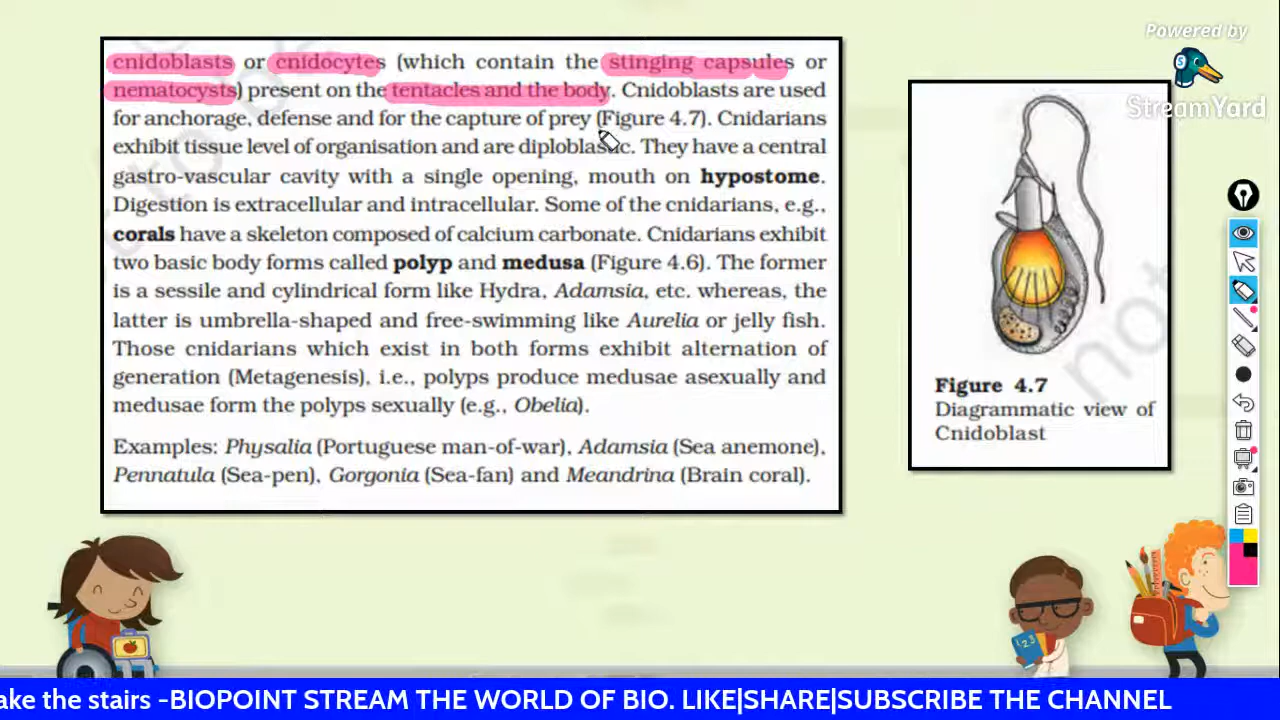 cnidoblasts or cnidocytes (which contain the stinging capsules or
nematocysts) present on the tentacles and the body. Cnidoblasts are used
for anchorage, defense and for the capture of prey (Figure 4.7). Cnidarians
exhibit tissue level of organisation and are diploblastic. They have a central
gastro-vascular cavity with a single opening, mouth on hypostome.
Digestion is extracellular and intracellular. Some of the cnidarians, e.g.,
corals have a skeleton composed of calcium carbonate. Cnidarians exhibit
two basic body forms called polyp and medusa (Figure 4.6). The former
is a sessile and cylindrical form like Hydra, Adamsia, etc. whereas, the
latter is umbrella-shaped and free-swimming like Aurelia or jelly fish.
Those cnidarians which exist in both forms exhibit alternation of
generation (Metagenesis), i.e., polyps produce medusae asexually and
medusae form the polyps sexually (e.g., Obelia).
Examples: Physalia (Portuguese man-of-war), Adamsia (Sea anemone),
Pennatula (Sea-pen), Gorgonia (Sea-fan) and Meandrina (Brain coral).
Powered by
StreamYard
Figure 4.7
Diagrammatic view of
Cnidoblast
not
1 2 3
ake the stairs -BIOPOINT STREAM THE WORLD OF BIO. LIKE|SHARE|SUBSCRIBE THE CHANNEL